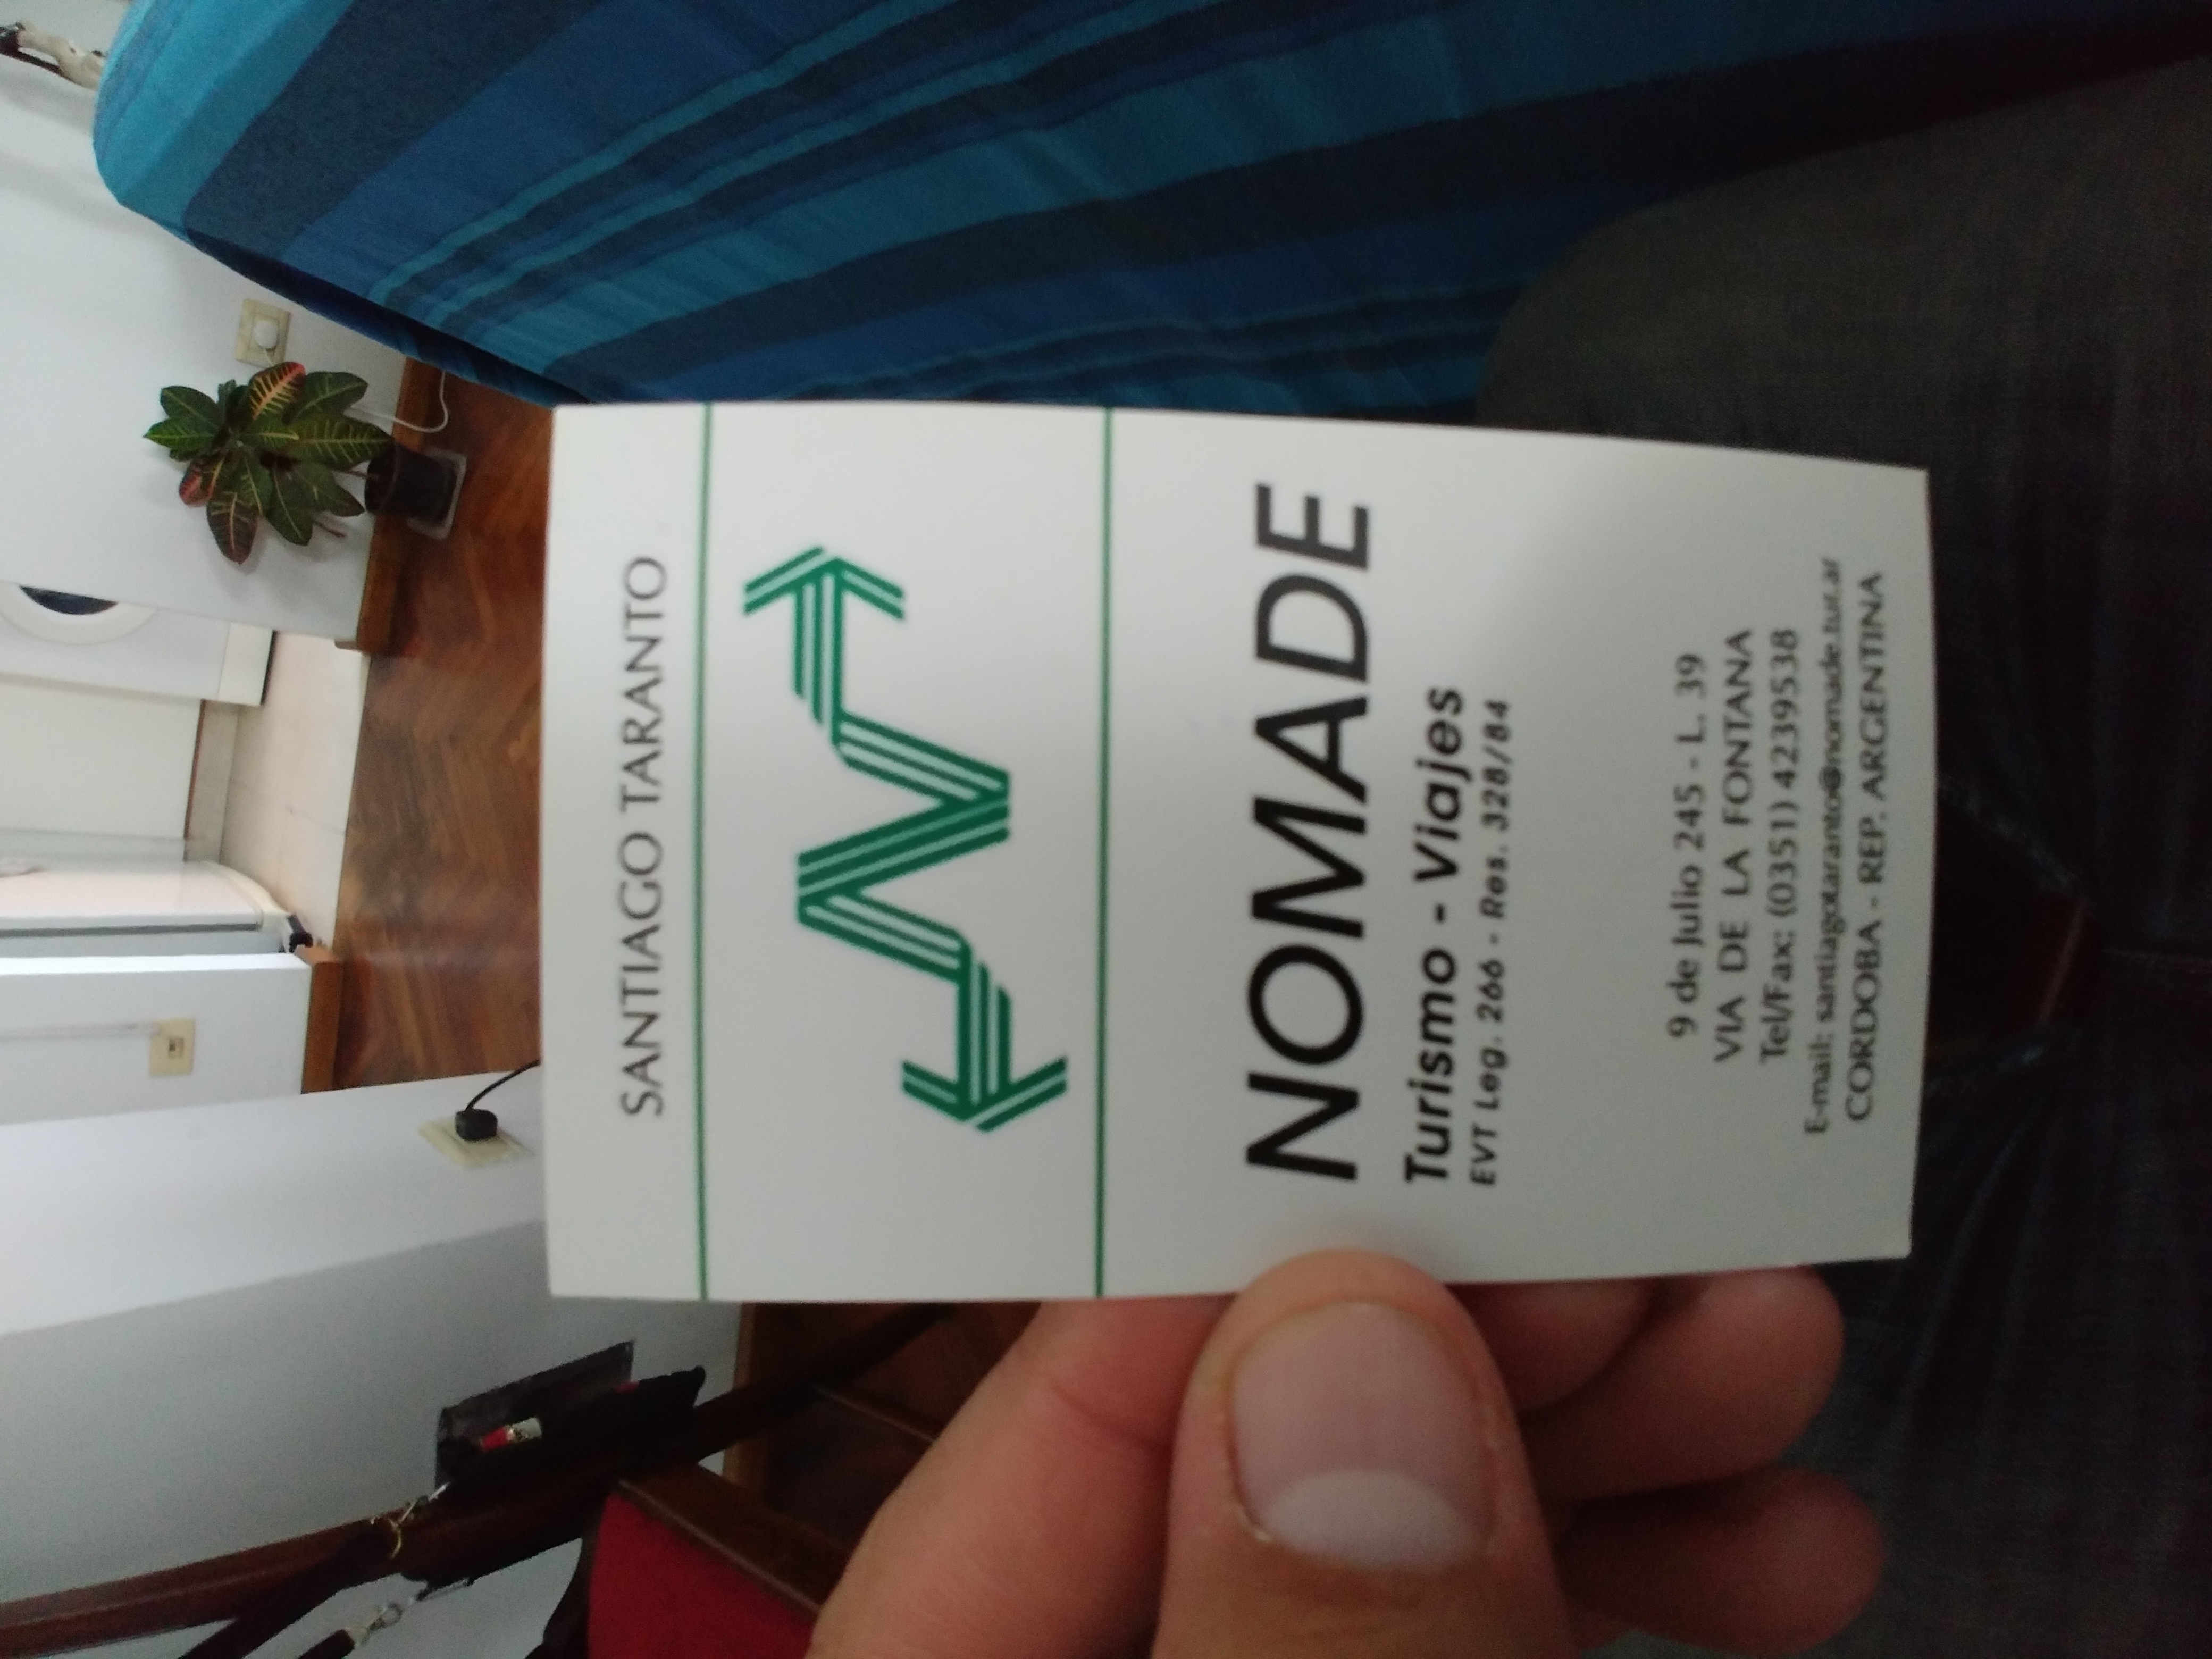 SANTIAGO TARANTO
NOMADE
Turismo - Viajes
EVT Leg. 266 - Res. 328/84
9 de Julio 245 - L. 39
VIA DE LA FONTANA
Tel/Fax: (0351) 4239538
E-mail: santiagotaranto@nomade.tur.ar
CORDOBA - REP. ARGENTINA